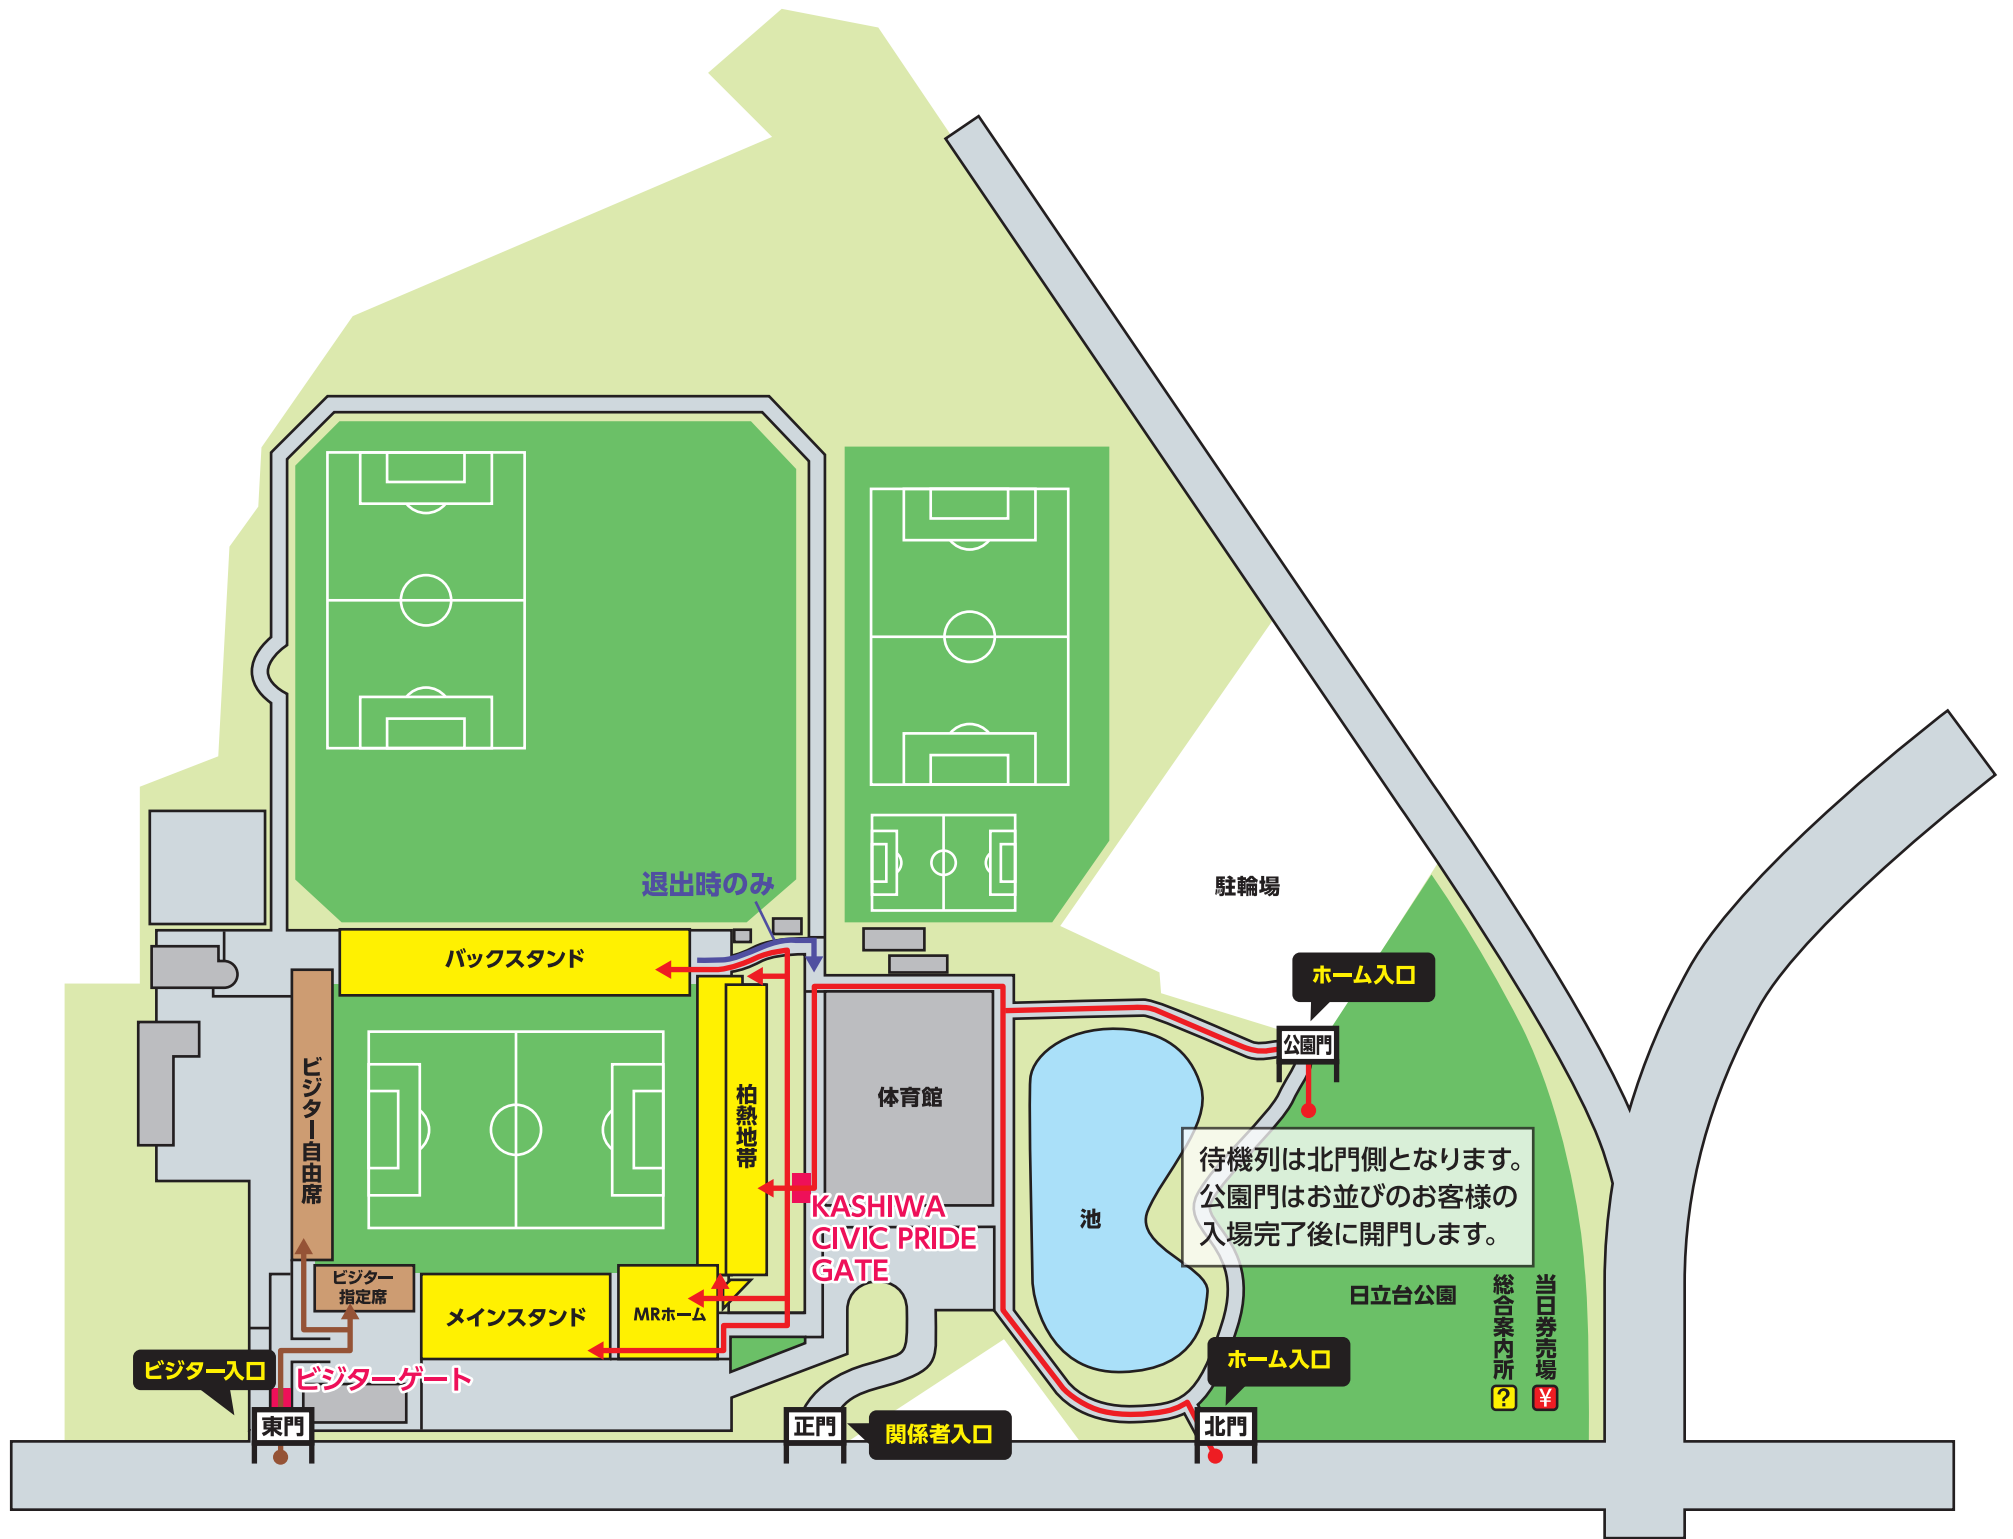 退出時のみ
駐輪場
バックスタンド
ホーム入口
公園門
ビジター自由席
柏熱地帯
体育館
KASHIWA
CIVIC PRIDE
GATE
池
待機列は北門側となります。
公園門はお並びのお客様の
入場完了後に開門します。
日立台公園
総合案内所
?
当日券売場
¥
ビジター
指定席
メインスタンド
MRホーム
ビジター入口
ビジターゲート
ホーム入口
東門
正門
関係者入口
北門